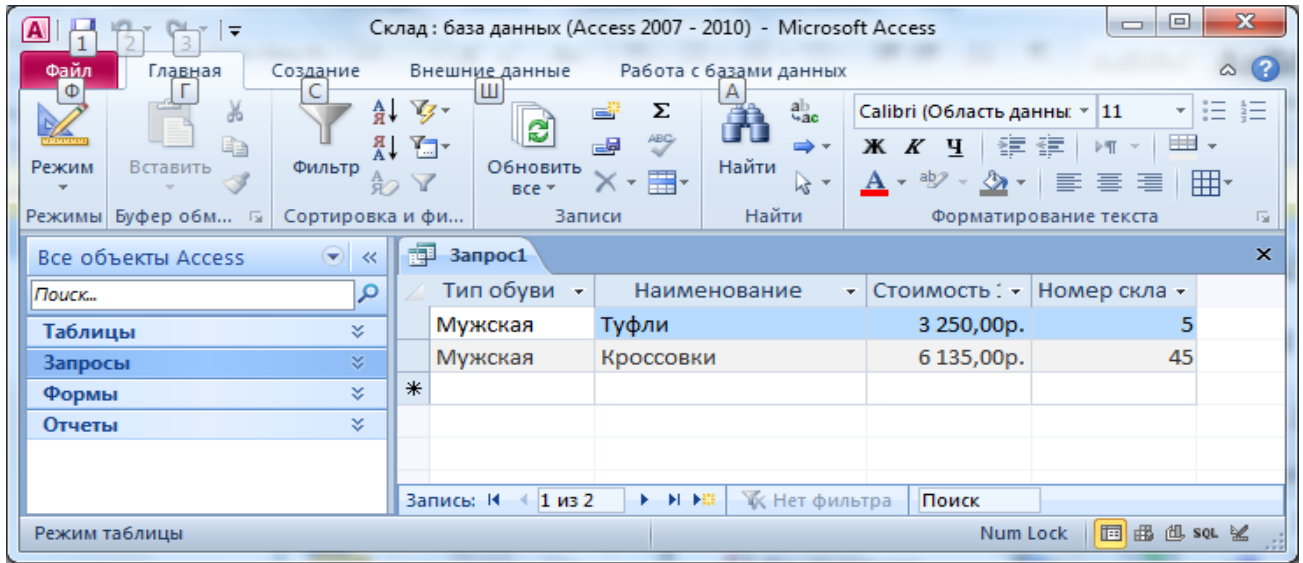 Склад : база данных (Access 2007 - 2010) - Microsoft Access
1 2 3
Файл Главная Создание Внешние данные Работа с базами данных
Ф Г С Ш А
Calibri (Область данны: 11
Ж К Ч
Режим Вставить Фильтр Обновить все Найти
Режимы Буфер обм... Сортировка и фи... Записи Найти Форматирование текста
Все объекты Access «
Запрос1
Поиск...
Тип обуви Наименование Стоимость : Номер скла
Таблицы
Мужская Туфли 3 250,00р. 5
Запросы
Мужская Кроссовки 6 135,00р. 45
Формы
Отчеты
Запись: 1 из 2 Нет фильтра Поиск
Режим таблицы Num Lock SQL